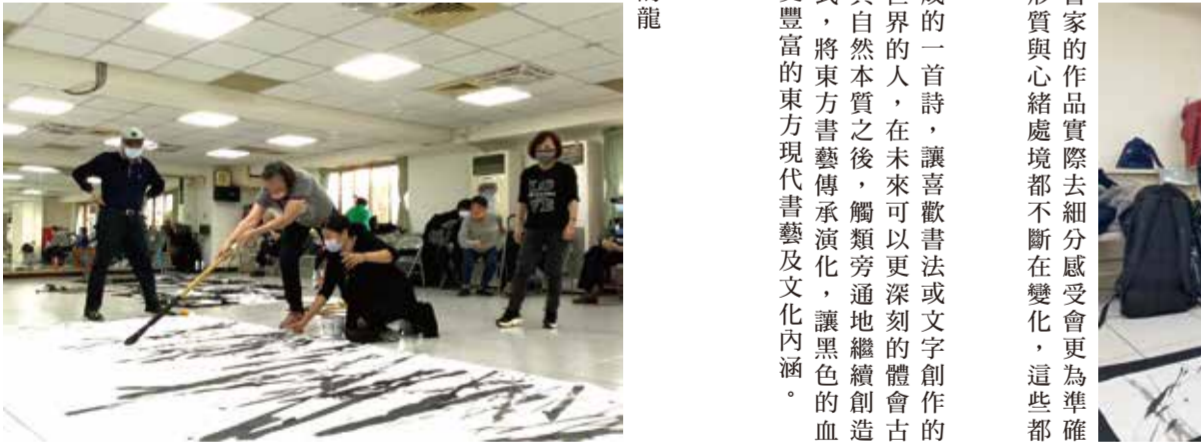 家的作品實際去細分感受會更為準確
形質與心緒處境都不斷在變化，這些都
成的一首詩，讓喜歡書法或文字創作的
世界的人，在未來可以更深刻的體會古
自然本質之後，觸類旁通地繼續創造
式，將東方書藝傳承演化，讓黑色的血
更豐富的東方現代書藝及文化內涵。
龍